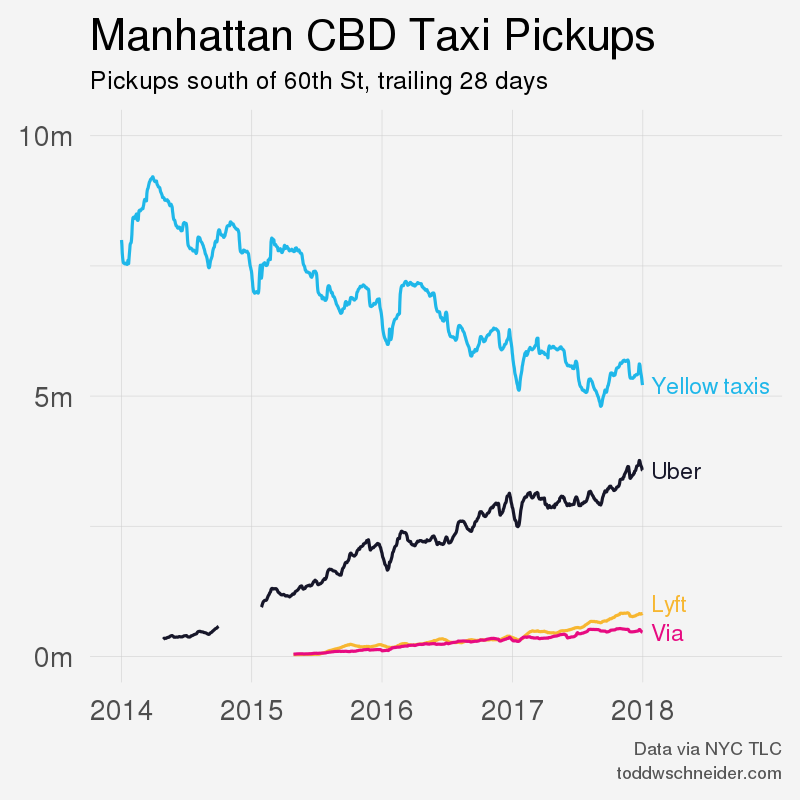 Manhattan CBD Taxi Pickups
Pickups south of 60th St, trailing 28 days
10m
5m
Yellow taxis
Uber
Lyft
Via
0m
2014 2015 2016 2017 2018
Data via NYC TLC
toddwschneider.com